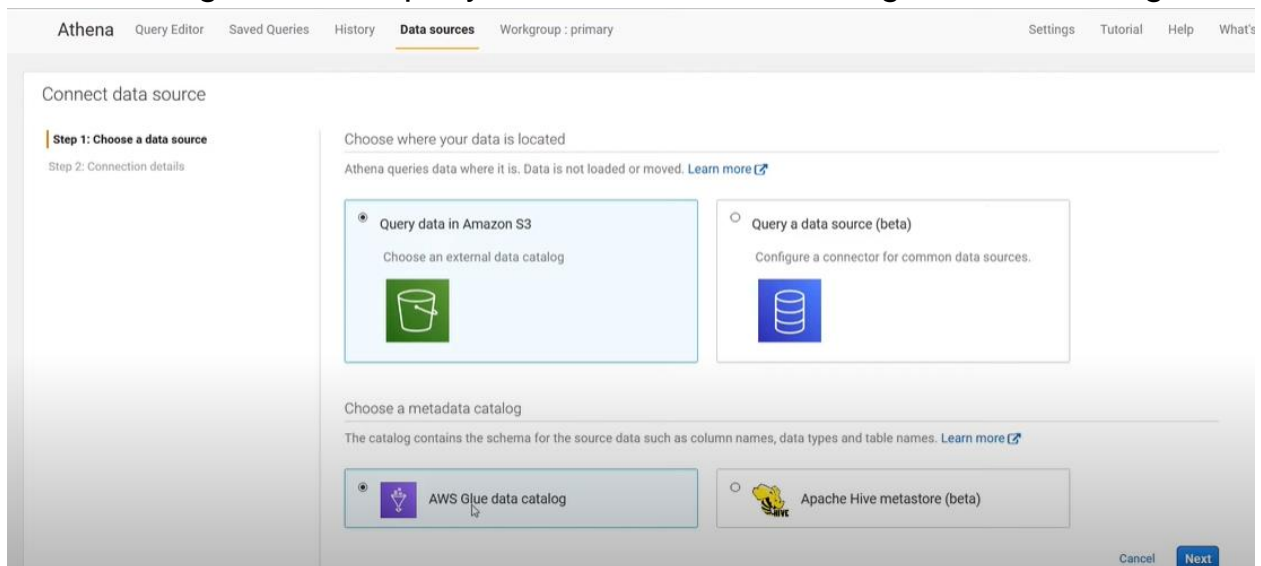 Athena Query Editor Saved Queries History Data sources Workgroup : primary Settings Tutorial Help What's
Connect data source
Step 1: Choose a data source
Step 2: Connection details
Choose where your data is located
Athena queries data where it is. Data is not loaded or moved. Learn more
Query data in Amazon S3
Choose an external data catalog
Query a data source (beta)
Configure a connector for common data sources.
Choose a metadata catalog
The catalog contains the schema for the source data such as column names, data types and table names. Learn more
AWS Glue data catalog
HIVE
Apache Hive metastore (beta)
Cancel Next